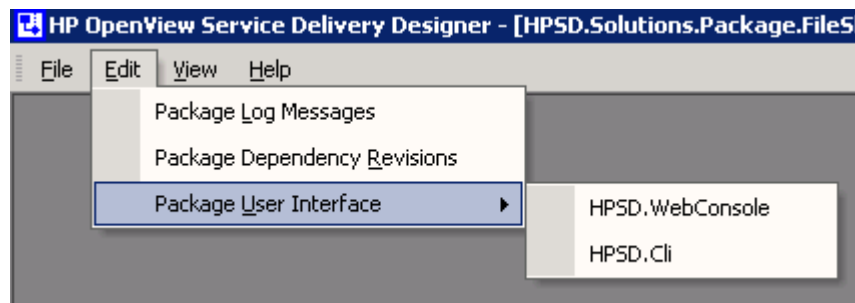 HP OpenView Service Delivery Designer - [HPSD.Solutions.Package.FileS
File Edit View Help
Package Log Messages
Package Dependency Revisions
Package User Interface
HPSD.WebConsole
HPSD.Cli